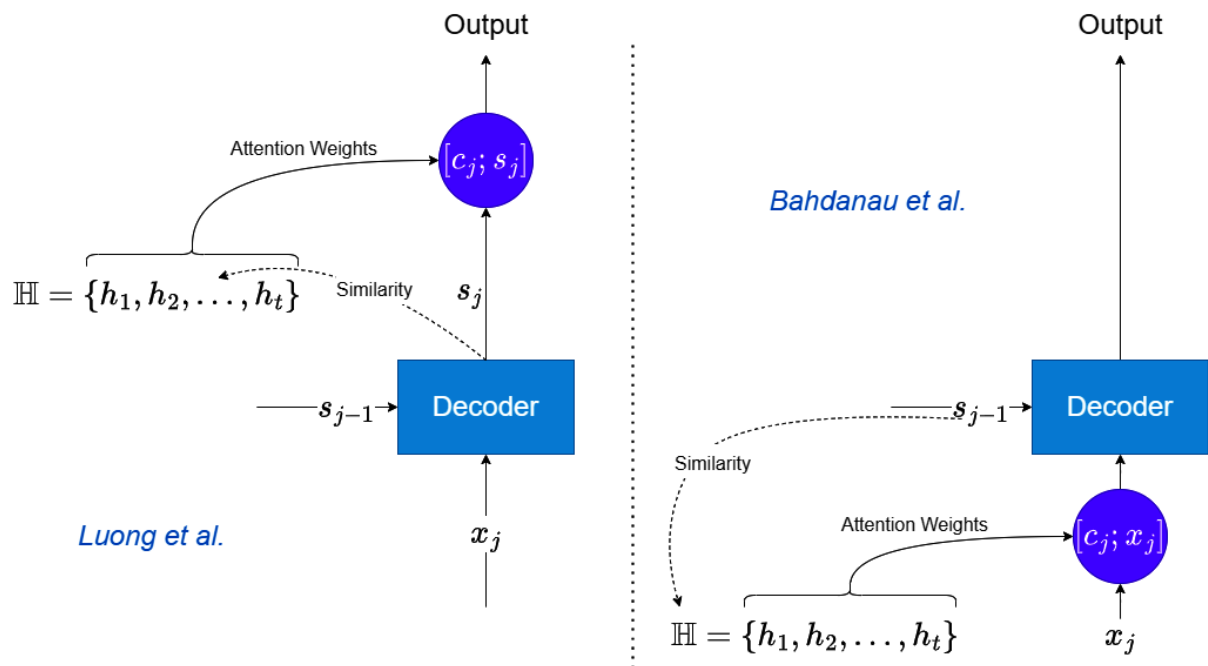 Output
Attention Weights
[c_j; s_j]
ℍ = {h_1, h_2, ..., h_t}
Similarity
s_j
s_{j-1}
Decoder
Luong et al.
x_j
Output
Bahdanau et al.
s_{j-1}
Decoder
Similarity
Attention Weights
[c_j; x_j]
ℍ = {h_1, h_2, ..., h_t}
x_j